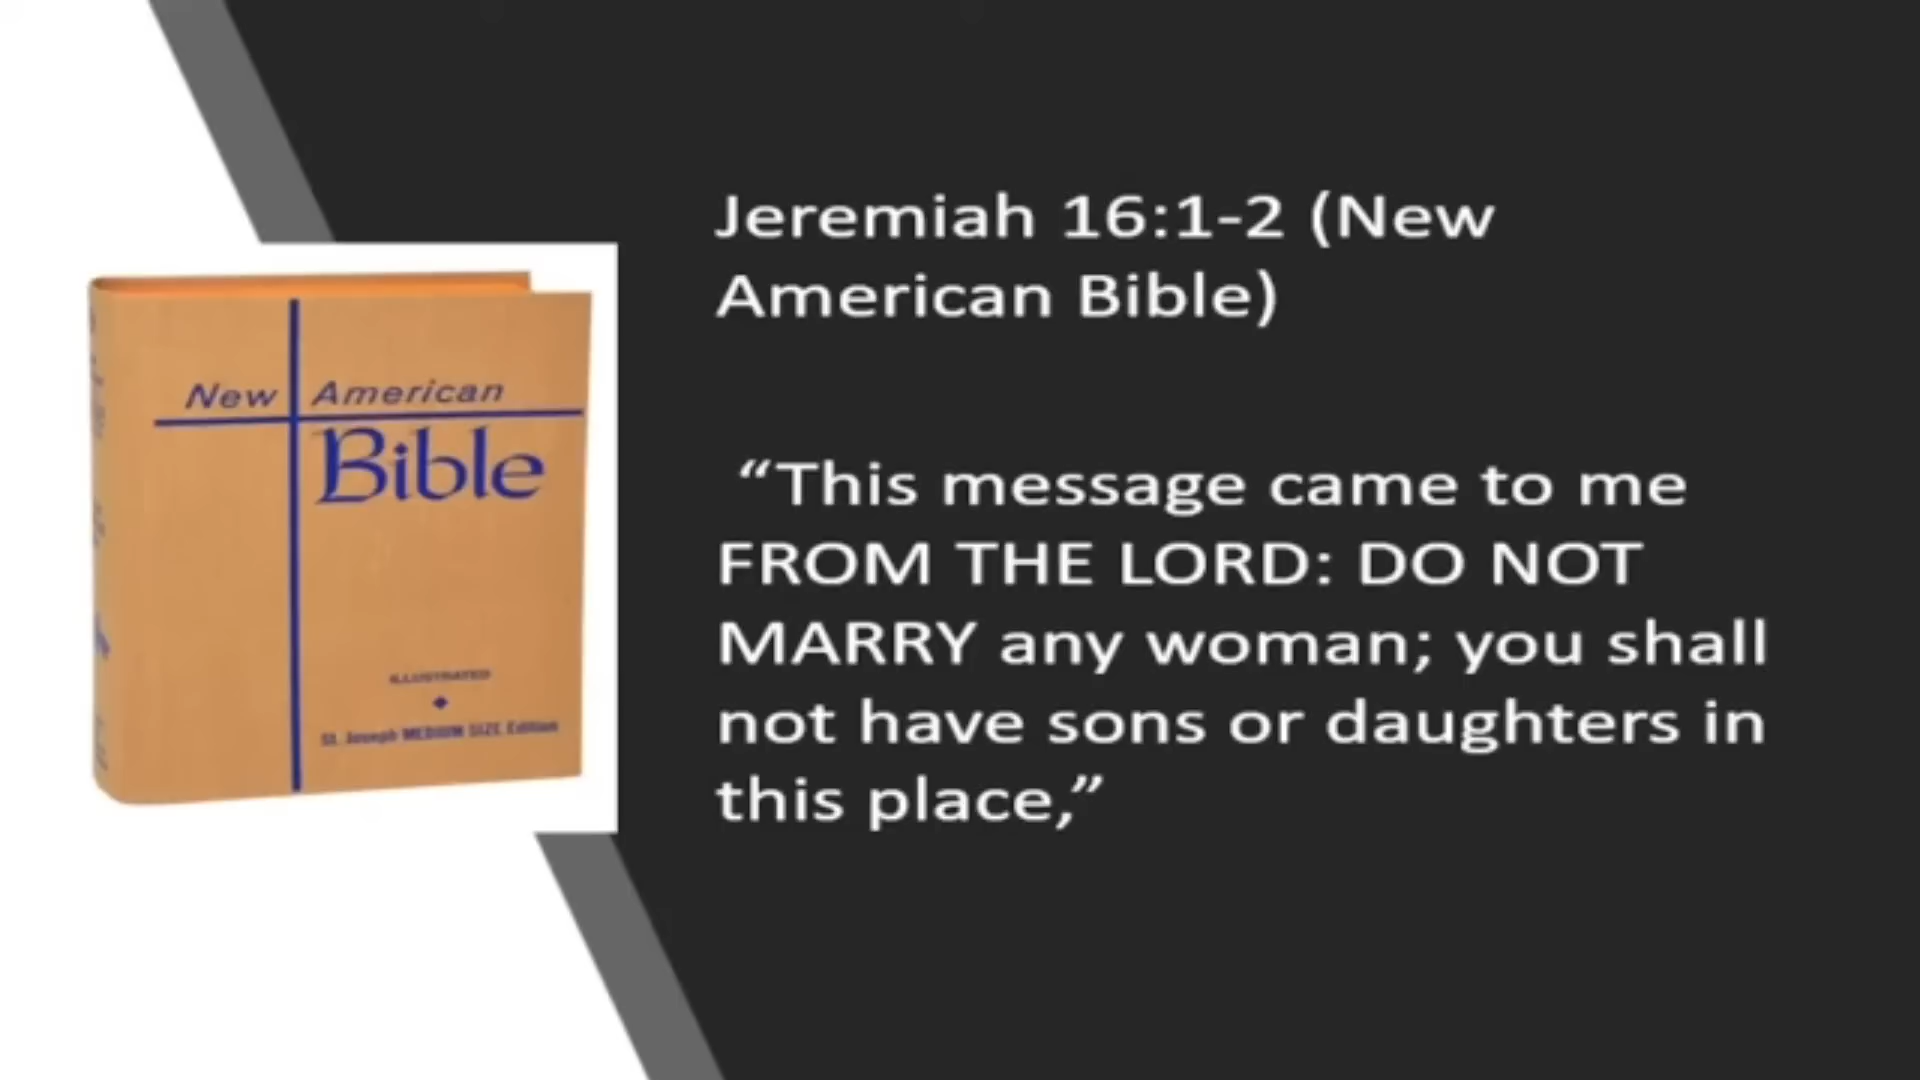 New American
Bible
ILLUSTRATED
St. Joseph MEDIUM SIZE Edition
Jeremiah 16:1-2 (New
American Bible)
“This message came to me
FROM THE LORD: DO NOT
MARRY any woman; you shall
not have sons or daughters in
this place,”